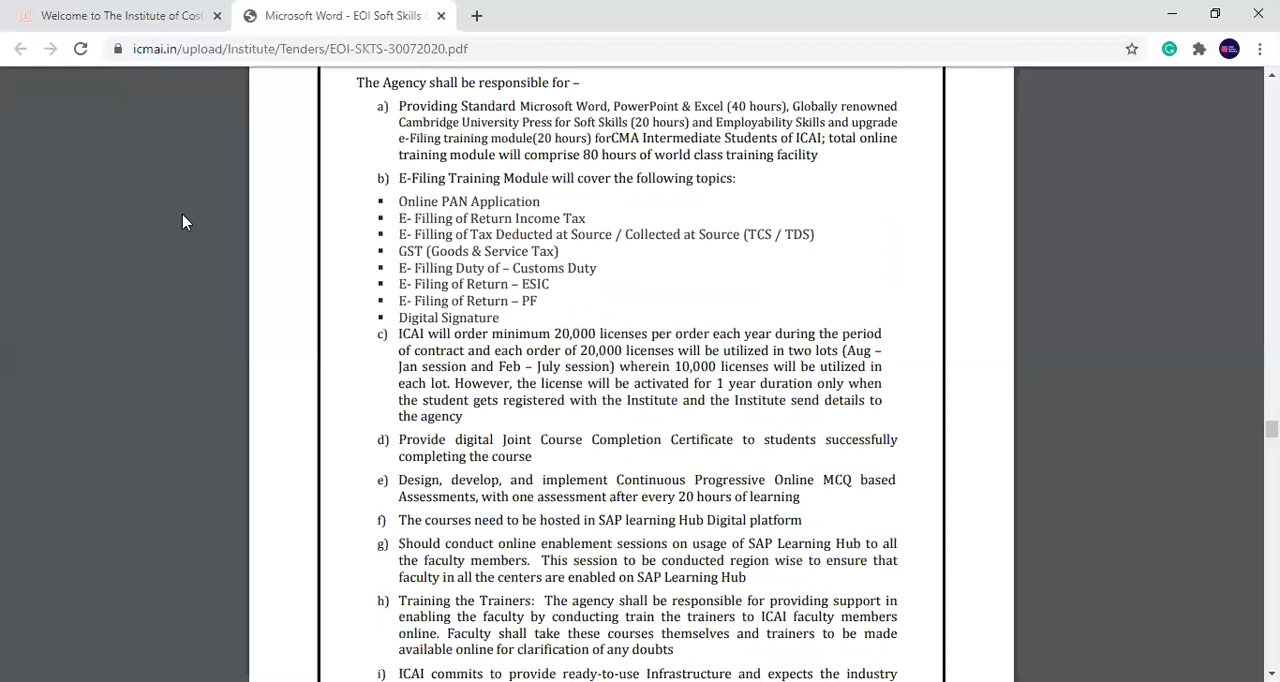 Welcome to The Institute of Cost
Microsoft Word - EOI Soft Skills &
icmai.in/upload/Institute/Tenders/EOI-SKTS-30072020.pdf
The Agency shall be responsible for –
a) Providing Standard Microsoft Word, PowerPoint & Excel (40 hours), Globally renowned
Cambridge University Press for Soft Skills (20 hours) and Employability Skills and upgrade
e-Filing training module(20 hours) forCMA Intermediate Students of ICAI; total online
training module will comprise 80 hours of world class training facility
b) E-Filing Training Module will cover the following topics:
▪ Online PAN Application
▪ E- Filling of Return Income Tax
▪ E- Filling of Tax Deducted at Source / Collected at Source (TCS / TDS)
▪ GST (Goods & Service Tax)
▪ E- Filling Duty of – Customs Duty
▪ E- Filing of Return – ESIC
▪ E- Filing of Return – PF
▪ Digital Signature
c) ICAI will order minimum 20,000 licenses per order each year during the period
of contract and each order of 20,000 licenses will be utilized in two lots (Aug –
Jan session and Feb – July session) wherein 10,000 licenses will be utilized in
each lot. However, the license will be activated for 1 year duration only when
the student gets registered with the Institute and the Institute send details to
the agency
d) Provide digital Joint Course Completion Certificate to students successfully
completing the course
e) Design, develop, and implement Continuous Progressive Online MCQ based
Assessments, with one assessment after every 20 hours of learning
f) The courses need to be hosted in SAP learning Hub Digital platform
g) Should conduct online enablement sessions on usage of SAP Learning Hub to all
the faculty members. This session to be conducted region wise to ensure that
faculty in all the centers are enabled on SAP Learning Hub
h) Training the Trainers: The agency shall be responsible for providing support in
enabling the faculty by conducting train the trainers to ICAI faculty members
online. Faculty shall take these courses themselves and trainers to be made
available online for clarification of any doubts
i) ICAI commits to provide ready-to-use Infrastructure and expects the industry